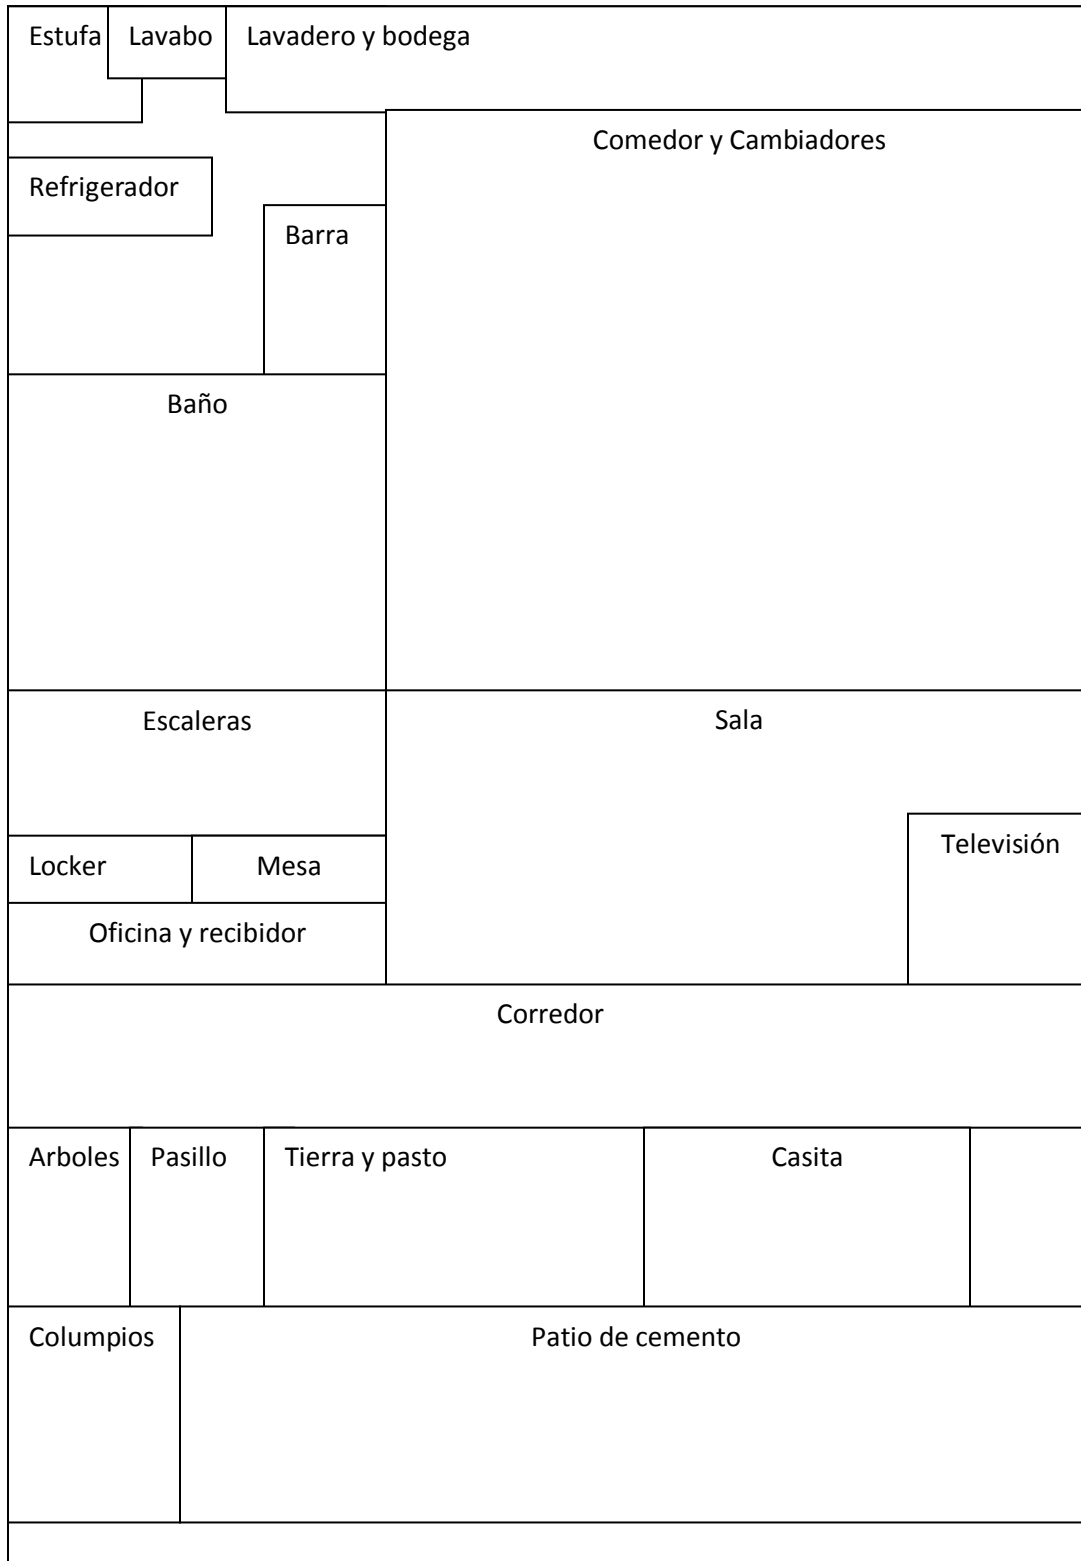 Estufa
Lavabo
Lavadero y bodega
Comedor y Cambiadores
Refrigerador
Barra
Baño
Escaleras
Sala
Televisión
Locker
Mesa
Oficina y recibidor
Corredor
Arboles
Pasillo
Tierra y pasto
Casita
Columpios
Patio de cemento